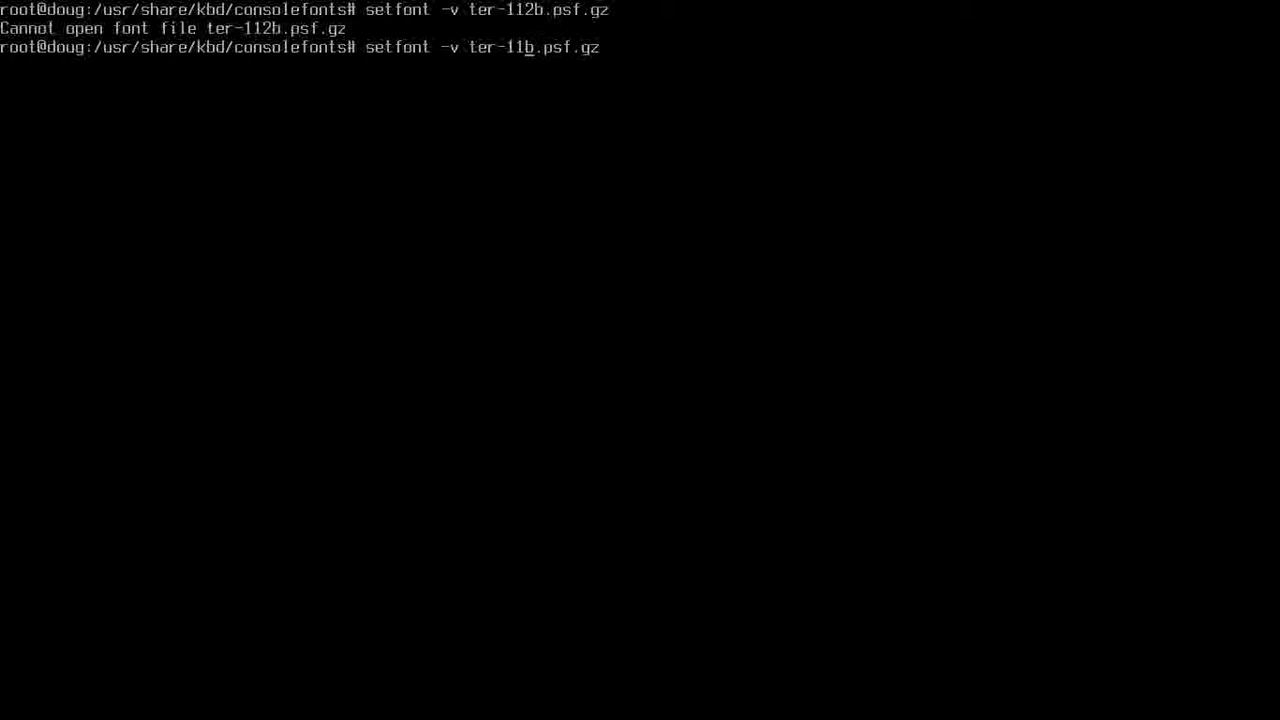 root@doug:/usr/share/kbd/consolefonts# setfont -v ter-112b.psf.gz
Cannot open font file ter-112b.psf.gz
root@doug:/usr/share/kbd/consolefonts# setfont -v ter-11b.psf.gz